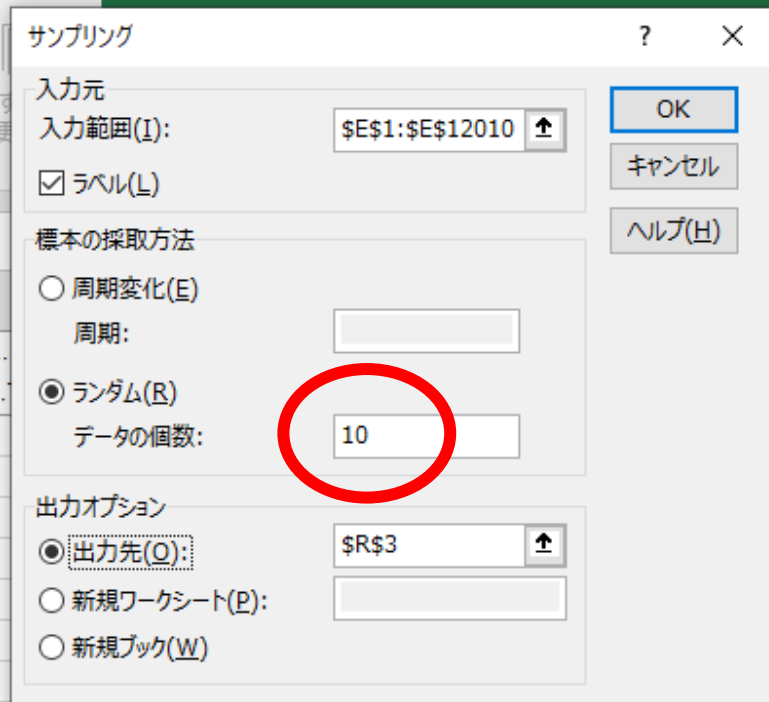 サンプリング
? ×
入力元
入力範囲(I): $E$1:$E$12010
ラベル(L)
OK
キャンセル
ヘルプ(H)
標本の採取方法
周期変化(E)
周期:
ランダム(R)
データの個数: 10
出力オプション
出力先(O): $R$3
新規ワークシート(P):
新規ブック(W)